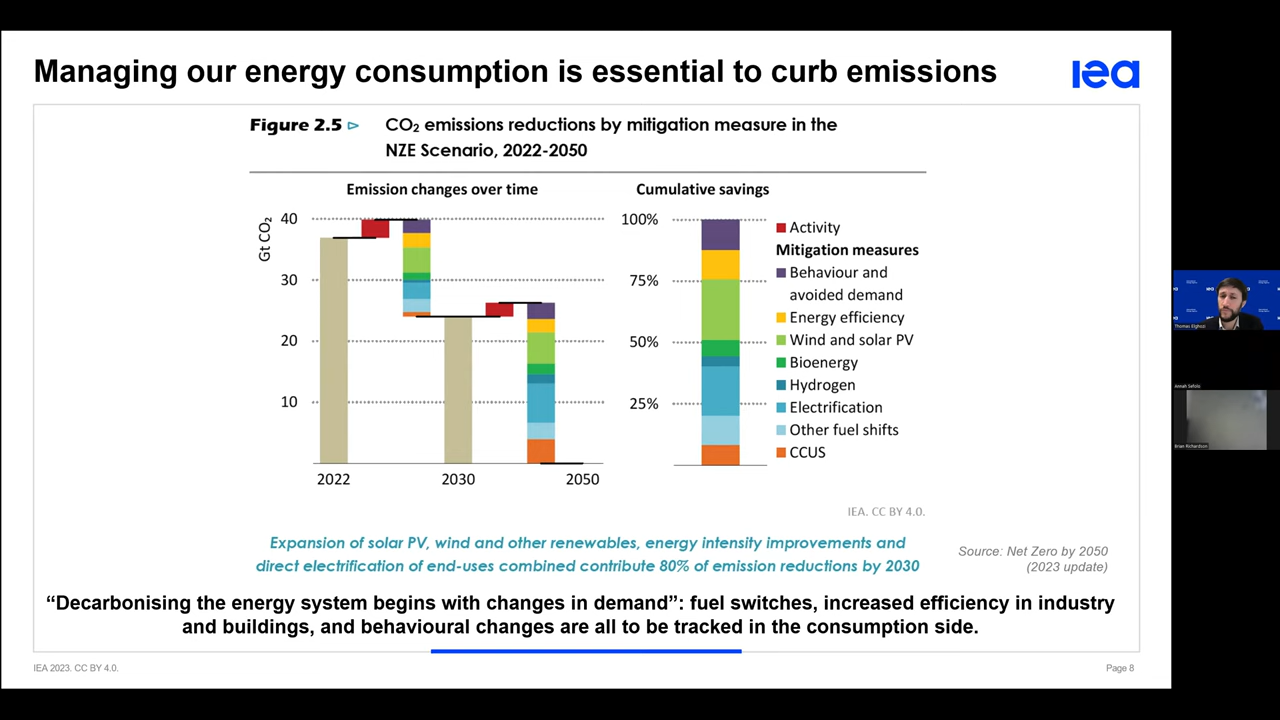 Managing our energy consumption is essential to curb emissions
iea
Figure 2.5 ▷ CO₂ emissions reductions by mitigation measure in the
NZE Scenario, 2022-2050
Emission changes over time
Gt CO₂
40
30
20
10
2022
2030
2050
Cumulative savings
100%
75%
50%
25%
Activity
Mitigation measures
Behaviour and
avoided demand
Energy efficiency
Wind and solar PV
Bioenergy
Hydrogen
Electrification
Other fuel shifts
CCUS
IEA. CC BY 4.0.
Expansion of solar PV, wind and other renewables, energy intensity improvements and
direct electrification of end-uses combined contribute 80% of emission reductions by 2030
Source: Net Zero by 2050
(2023 update)
“Decarbonising the energy system begins with changes in demand”: fuel switches, increased efficiency in industry
and buildings, and behavioural changes are all to be tracked in the consumption side.
IEA 2023. CC BY 4.0.
Page 8
iea
Thomas Elghozi
Annah Sefolo
Brian Richardson